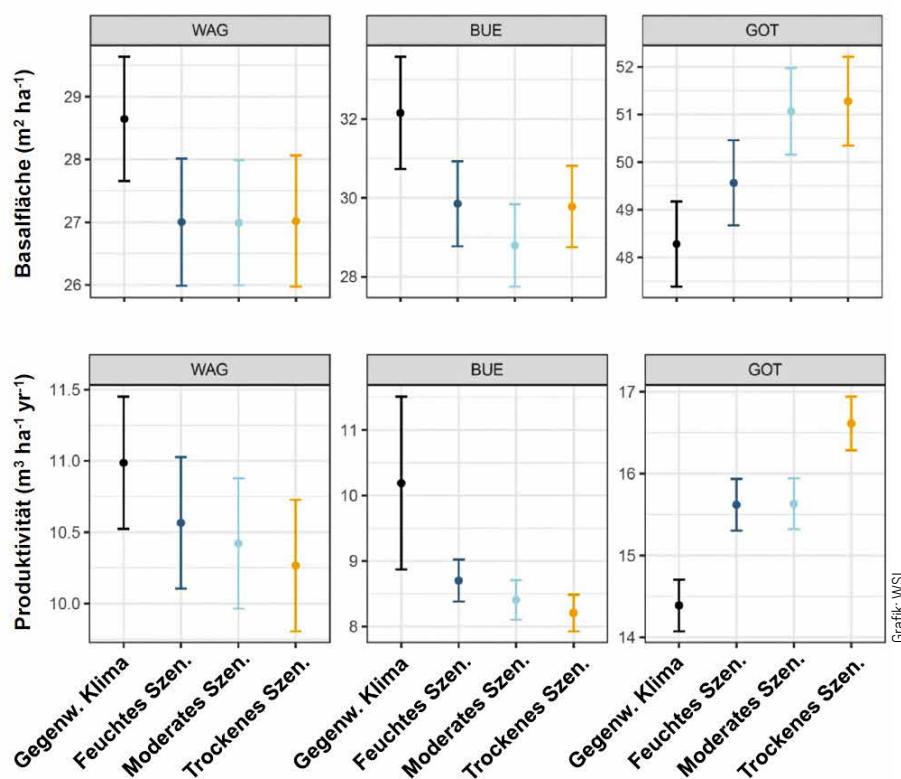 WAG
BUE
GOT
Basalfläche (m² ha⁻¹)
29
28
27
26
32
30
28
52
51
50
49
48
WAG
BUE
GOT
Produktivität (m³ ha⁻¹ yr⁻¹)
11.5
11.0
10.5
10.0
11
10
9
8
17
16
15
14
Gegenw. Klima
Feuchtes Szen.
Moderates Szen.
Trockenes Szen.
Gegenw. Klima
Feuchtes Szen.
Moderates Szen.
Trockenes Szen.
Gegenw. Klima
Feuchtes Szen.
Moderates Szen.
Trockenes Szen.
Grafik: WSL